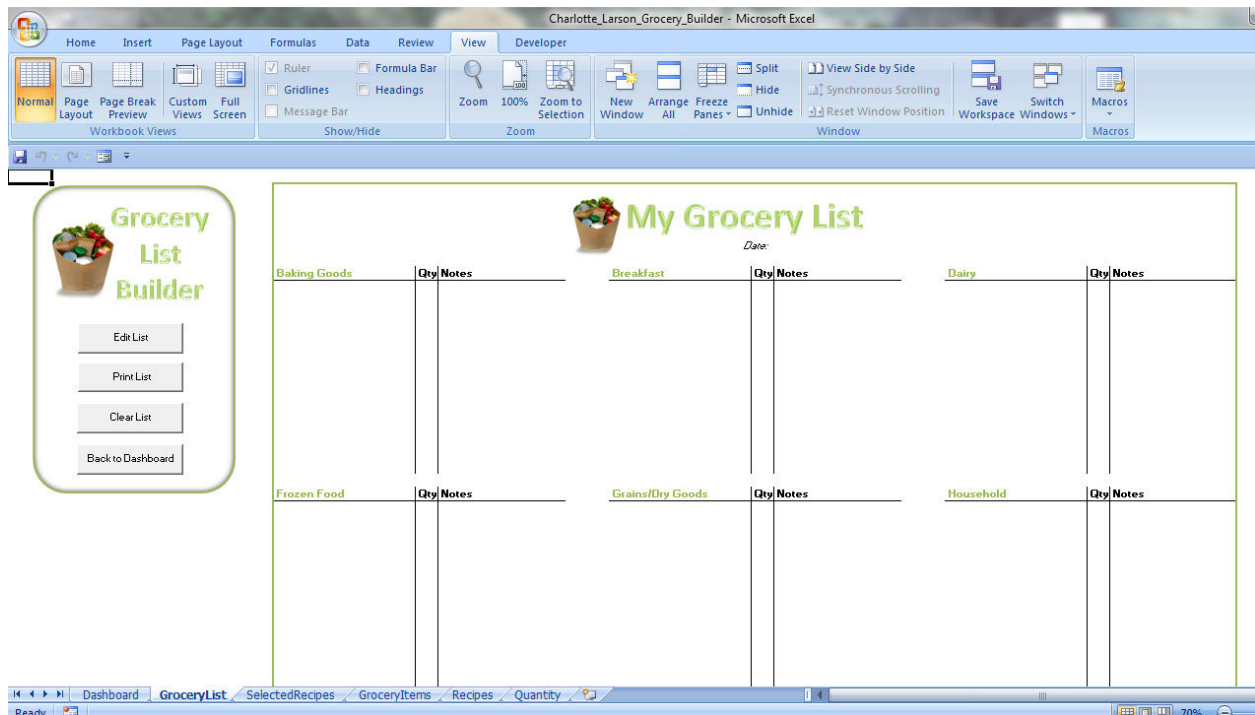 Charlotte_Larson_Grocery_Builder - Microsoft Excel
Home Insert Page Layout Formulas Data Review View Developer
Normal Page Layout Page Break Preview Custom Views Full Screen
Workbook Views
Ruler Formula Bar
Gridlines Headings
Message Bar
Show/Hide
Zoom 100% Zoom to Selection
Zoom
New Window Arrange All Freeze Panes
Split
Hide
Unhide
View Side by Side
Synchronous Scrolling
Reset Window Position
Save Workspace Switch Windows
Window
Macros
Macros
Grocery
List
Builder
Edit List
Print List
Clear List
Back to Dashboard
My Grocery List
Date:
Baking Goods Qty Notes Breakfast Qty Notes Dairy Qty Notes
Frozen Food Qty Notes Grains/Dry Goods Qty Notes Household Qty Notes
Dashboard GroceryList SelectedRecipes GroceryItems Recipes Quantity
Ready 70%